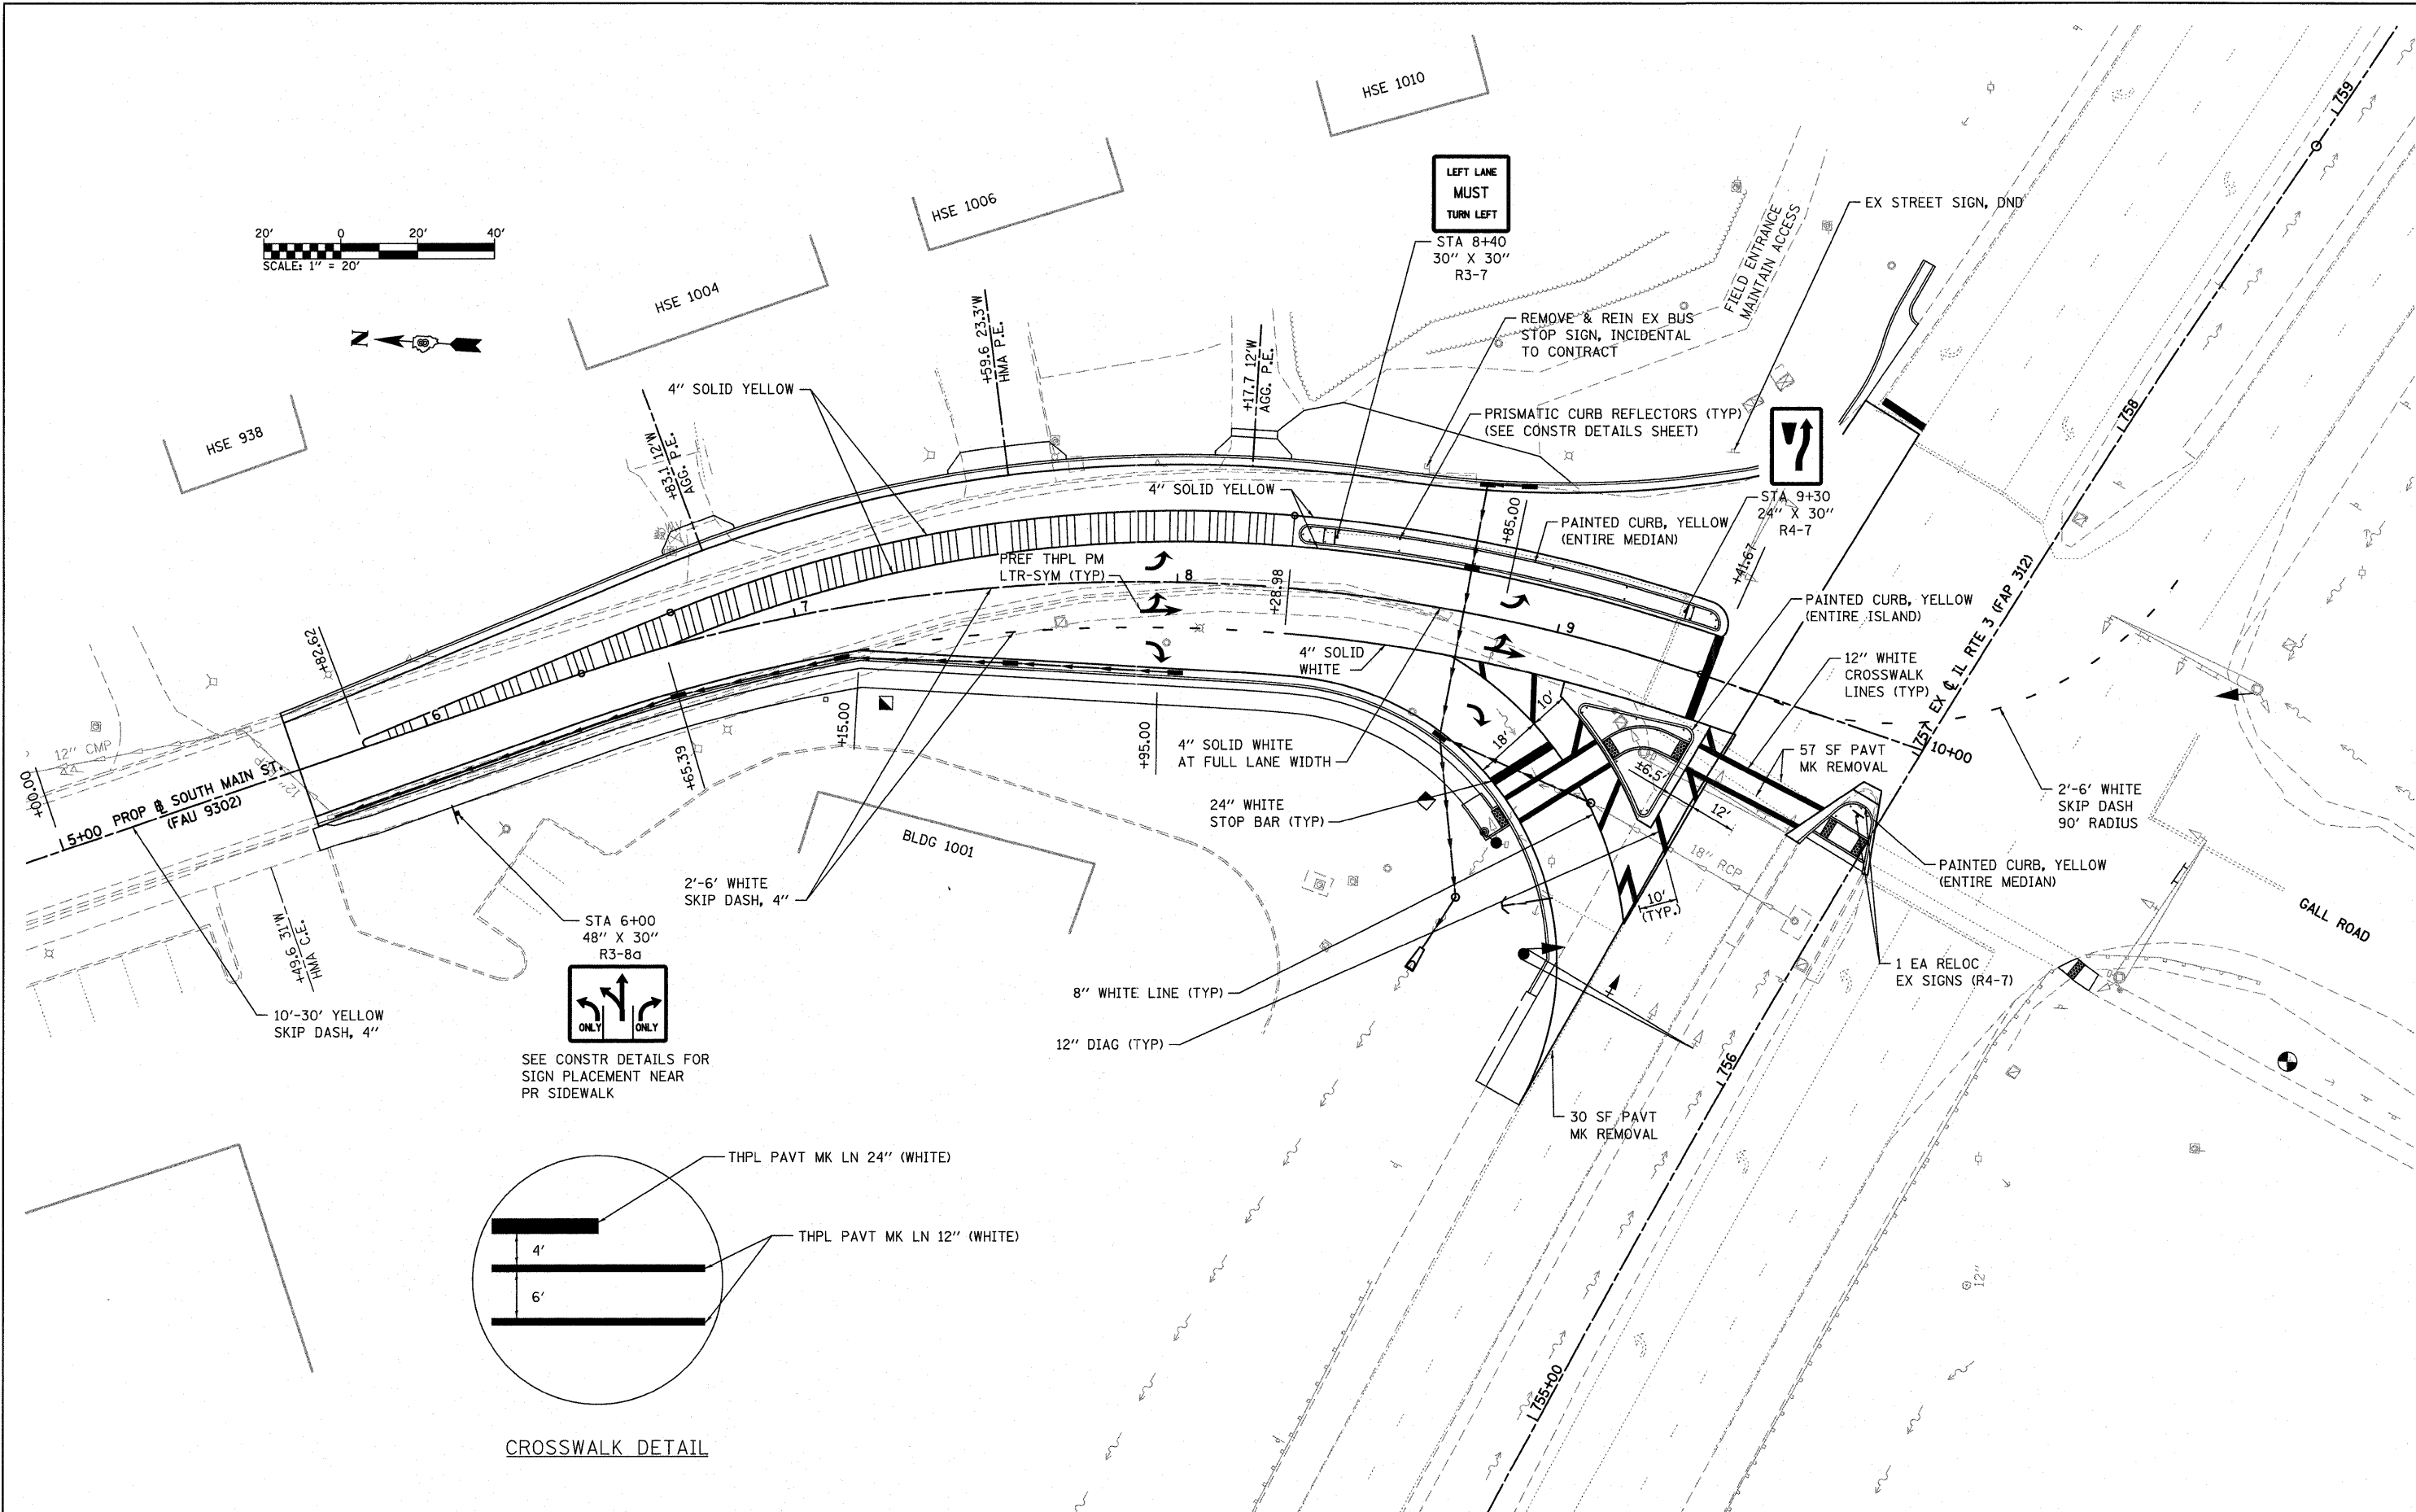 HSE 1010
759
LEFT LANE
MUST
TURN LEFT
STA 8+40
30" X 30"
R3-7
EX STREET SIGN, DND
FIELD ENTRANCE
MAINTAIN ACCESS
HSE 1006
20' 0 20' 40'
SCALE: 1" = 20'
HSE 1004
N
+59.6 23.3'W
HMA P.E.
REMOVE & REIN EX BUS
STOP SIGN, INCIDENTAL
TO CONTRACT
+17.7 12'W
AGG. P.E.
4" SOLID YELLOW
HSE 938
+83.1 12'W
AGG. P.E.
PRISMATIC CURB REFLECTORS (TYP)
(SEE CONSTR DETAILS SHEET)
758
4" SOLID YELLOW
STA 9+30
24" X 30"
R4-7
+85.00
PAINTED CURB, YELLOW
(ENTIRE MEDIAN)
PREF THPL PM
LTR-SYM (TYP)
8
7
+28.98
+41.67
PAINTED CURB, YELLOW
(ENTIRE ISLAND)
9
+82.62
4" SOLID
WHITE
12" WHITE
CROSSWALK
LINES (TYP)
EX ℄ IL RTE 3 (FAP 312)
6
10'
18'
12" CMP
12"
+00.00
+65.39
+15.00
+95.00
4" SOLID WHITE
AT FULL LANE WIDTH
757
10+00
57 SF PAVT
MK REMOVAL
±6.5'
12'
2'-6' WHITE
SKIP DASH
90' RADIUS
5+00 PROP ⅊ SOUTH MAIN ST.
(FAU 9302)
24" WHITE
STOP BAR (TYP)
BLDG 1001
18" RCP
PAINTED CURB, YELLOW
(ENTIRE MEDIAN)
2'-6' WHITE
SKIP DASH, 4"
10'
(TYP.)
GALL ROAD
STA 6+00
48" X 30"
R3-8a
+49.6 31'W
HMA C.E.
ONLY ONLY
1 EA RELOC
EX SIGNS (R4-7)
8" WHITE LINE (TYP)
10'-30' YELLOW
SKIP DASH, 4"
12" DIAG (TYP)
SEE CONSTR DETAILS FOR
SIGN PLACEMENT NEAR
PR SIDEWALK
756
30 SF PAVT
MK REMOVAL
THPL PAVT MK LN 24" (WHITE)
4'
THPL PAVT MK LN 12" (WHITE)
6'
12"
755+00
CROSSWALK DETAIL